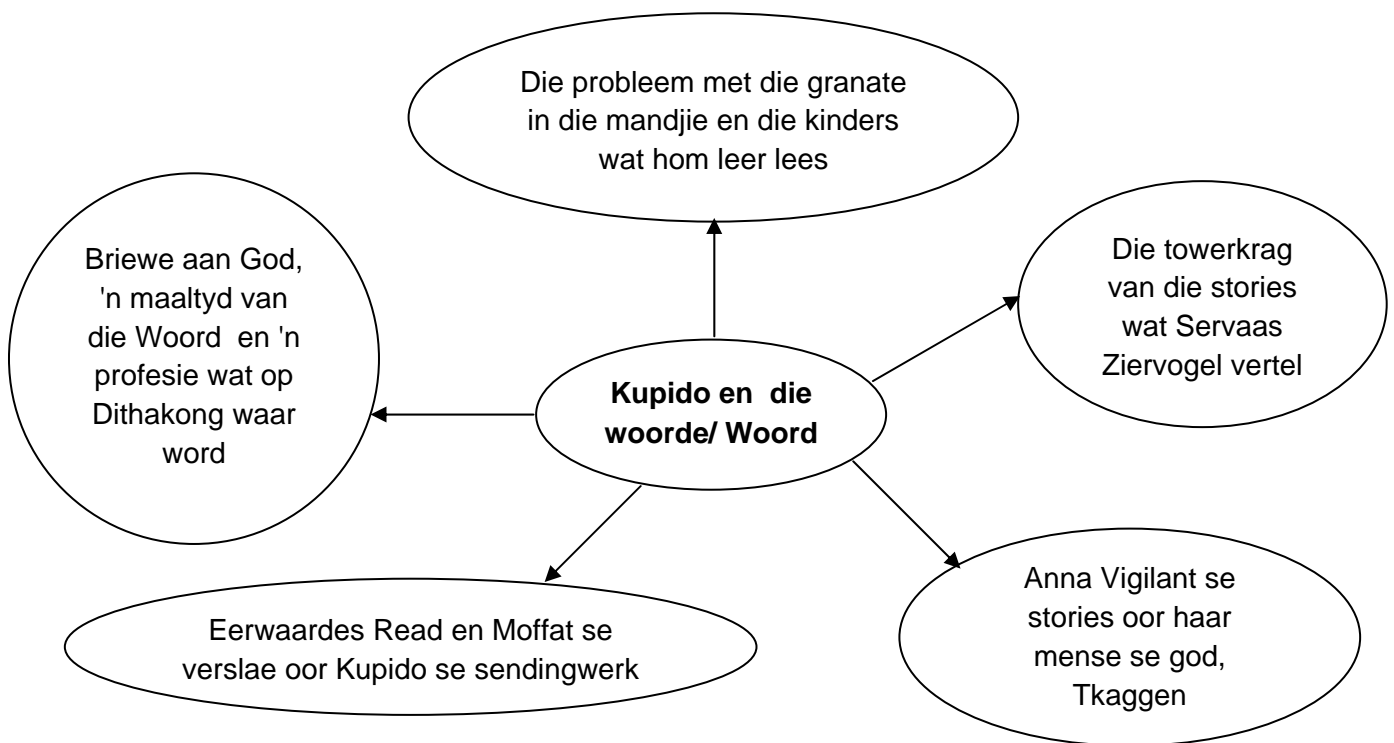 Die probleem met die granate
in die mandjie en die kinders
wat hom leer lees
Briewe aan God,
'n maaltyd van
die Woord en 'n
profesie wat op
Dithakong waar
word
Die towerkrag
van die stories
wat Servaas
Ziervogel vertel
Kupido en die
woorde/ Woord
Eerwaardes Read en Moffat se
verslae oor Kupido se sendingwerk
Anna Vigilant se
stories oor haar
mense se god,
Tkaggen